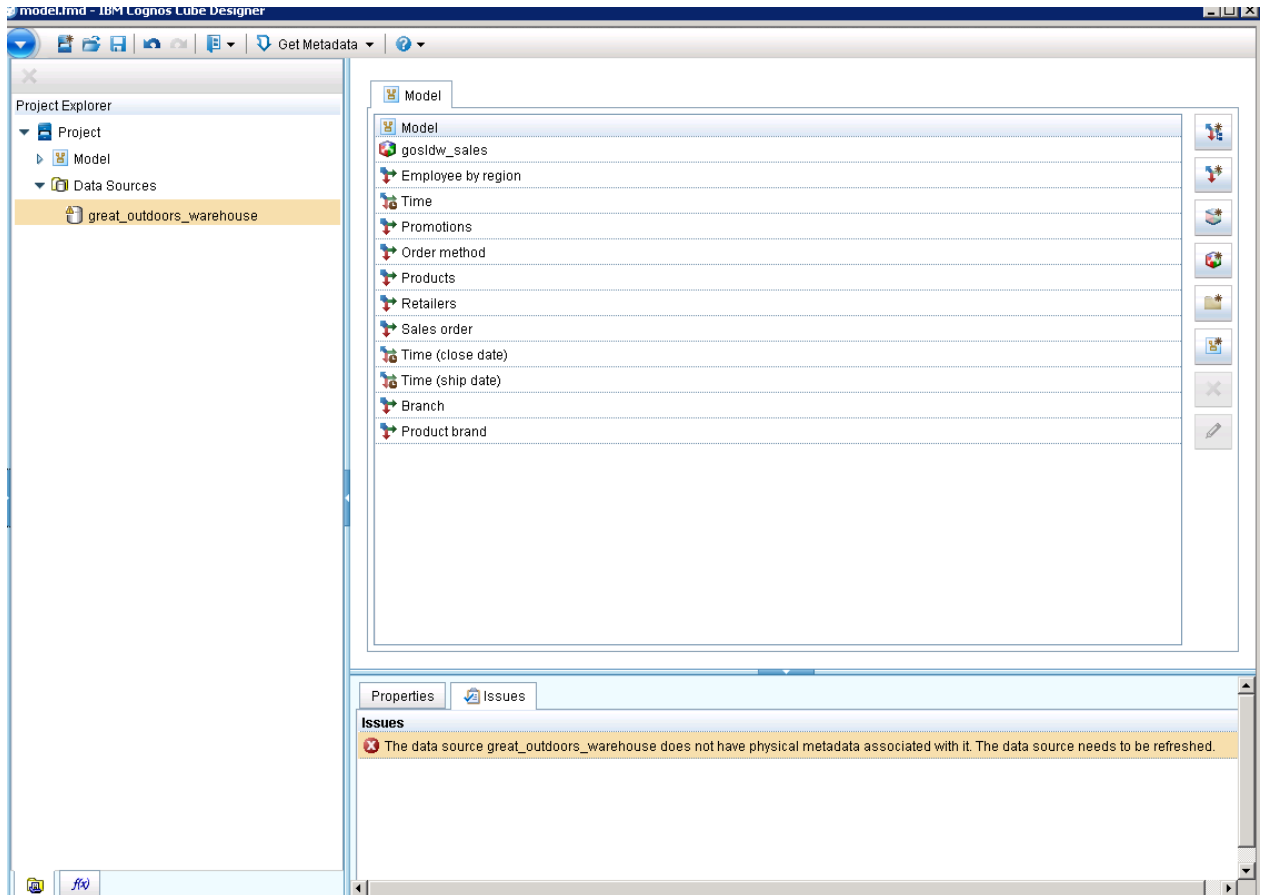 model.fmd - IBM Cognos Cube Designer
Get Metadata
Project Explorer
Project
Model
Data Sources
great_outdoors_warehouse
Model
Model
gosldw_sales
Employee by region
Time
Promotions
Order method
Products
Retailers
Sales order
Time (close date)
Time (ship date)
Branch
Product brand
Properties
Issues
Issues
The data source great_outdoors_warehouse does not have physical metadata associated with it. The data source needs to be refreshed.
f(x)